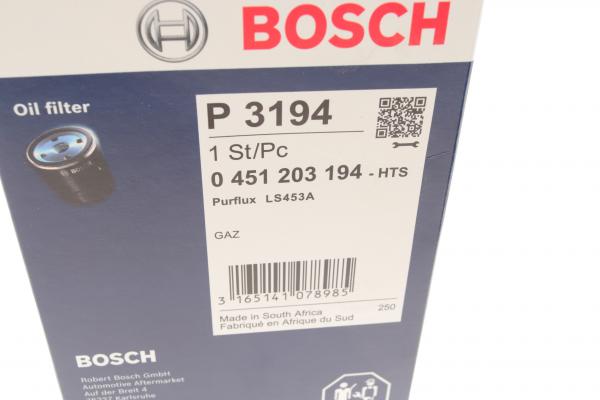 BOSCH
Oil filter
P 3194
1 St/Pc
0 451 203 194 - HTS
Purflux LS453A
GAZ
3 165141 078985
Made in South Africa
Fabriqué en Afrique du Sud
250
BOSCH
Robert Bosch GmbH
Automotive Aftermarket
Auf der Breit 4
76227 Karlsruhe